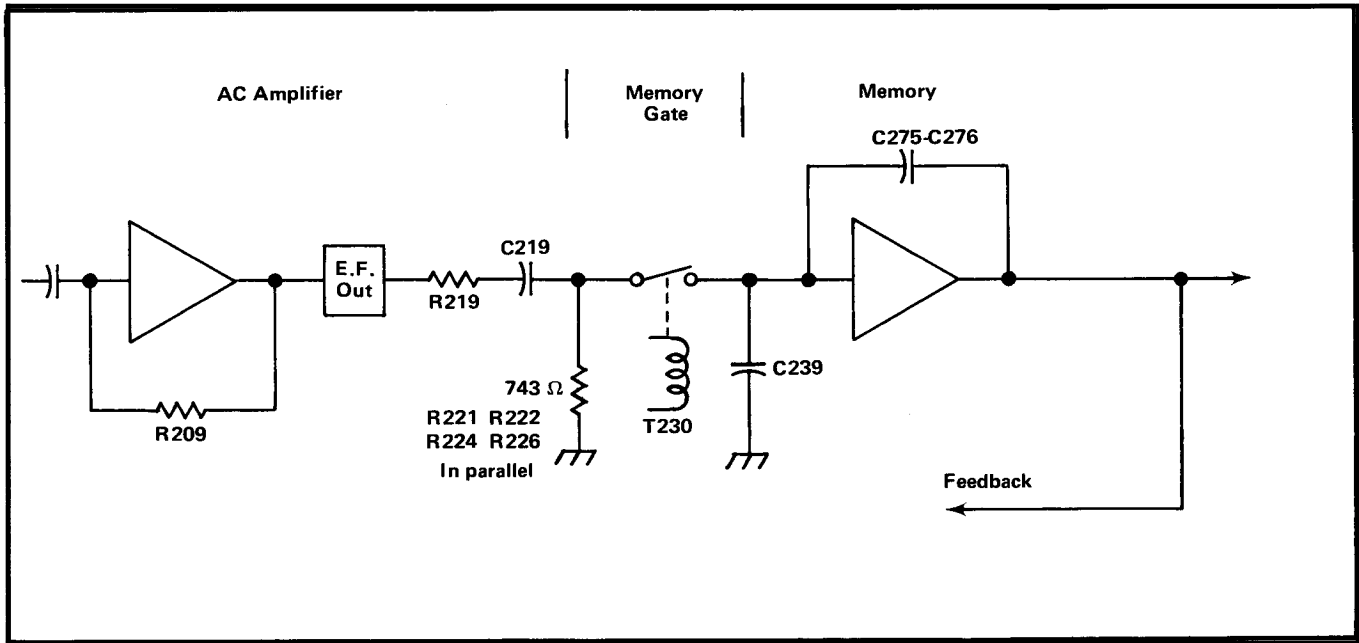 AC Amplifier
Memory
Gate
Memory
C275-C276
E.F.
Out
R219
C219
R209
743 Ω
R221 R222
R224 R226
In parallel
T230
C239
Feedback